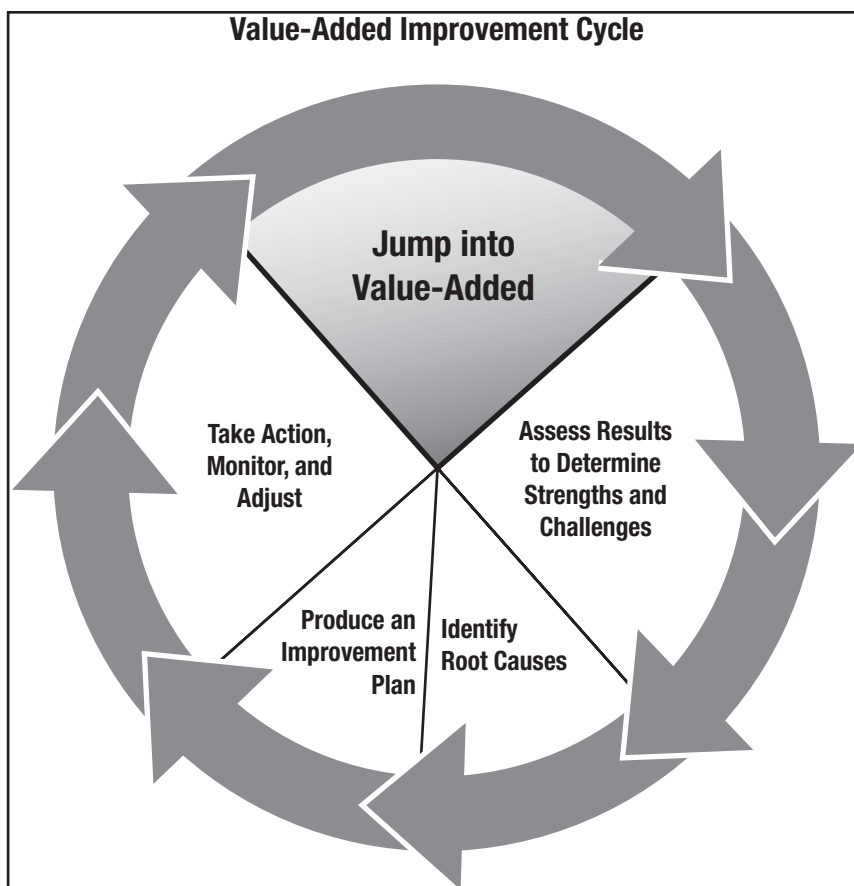 Value-Added Improvement Cycle
Jump into
Value-Added
Assess Results
to Determine
Strengths and
Challenges
Identify
Root Causes
Produce an
Improvement
Plan
Take Action,
Monitor, and
Adjust